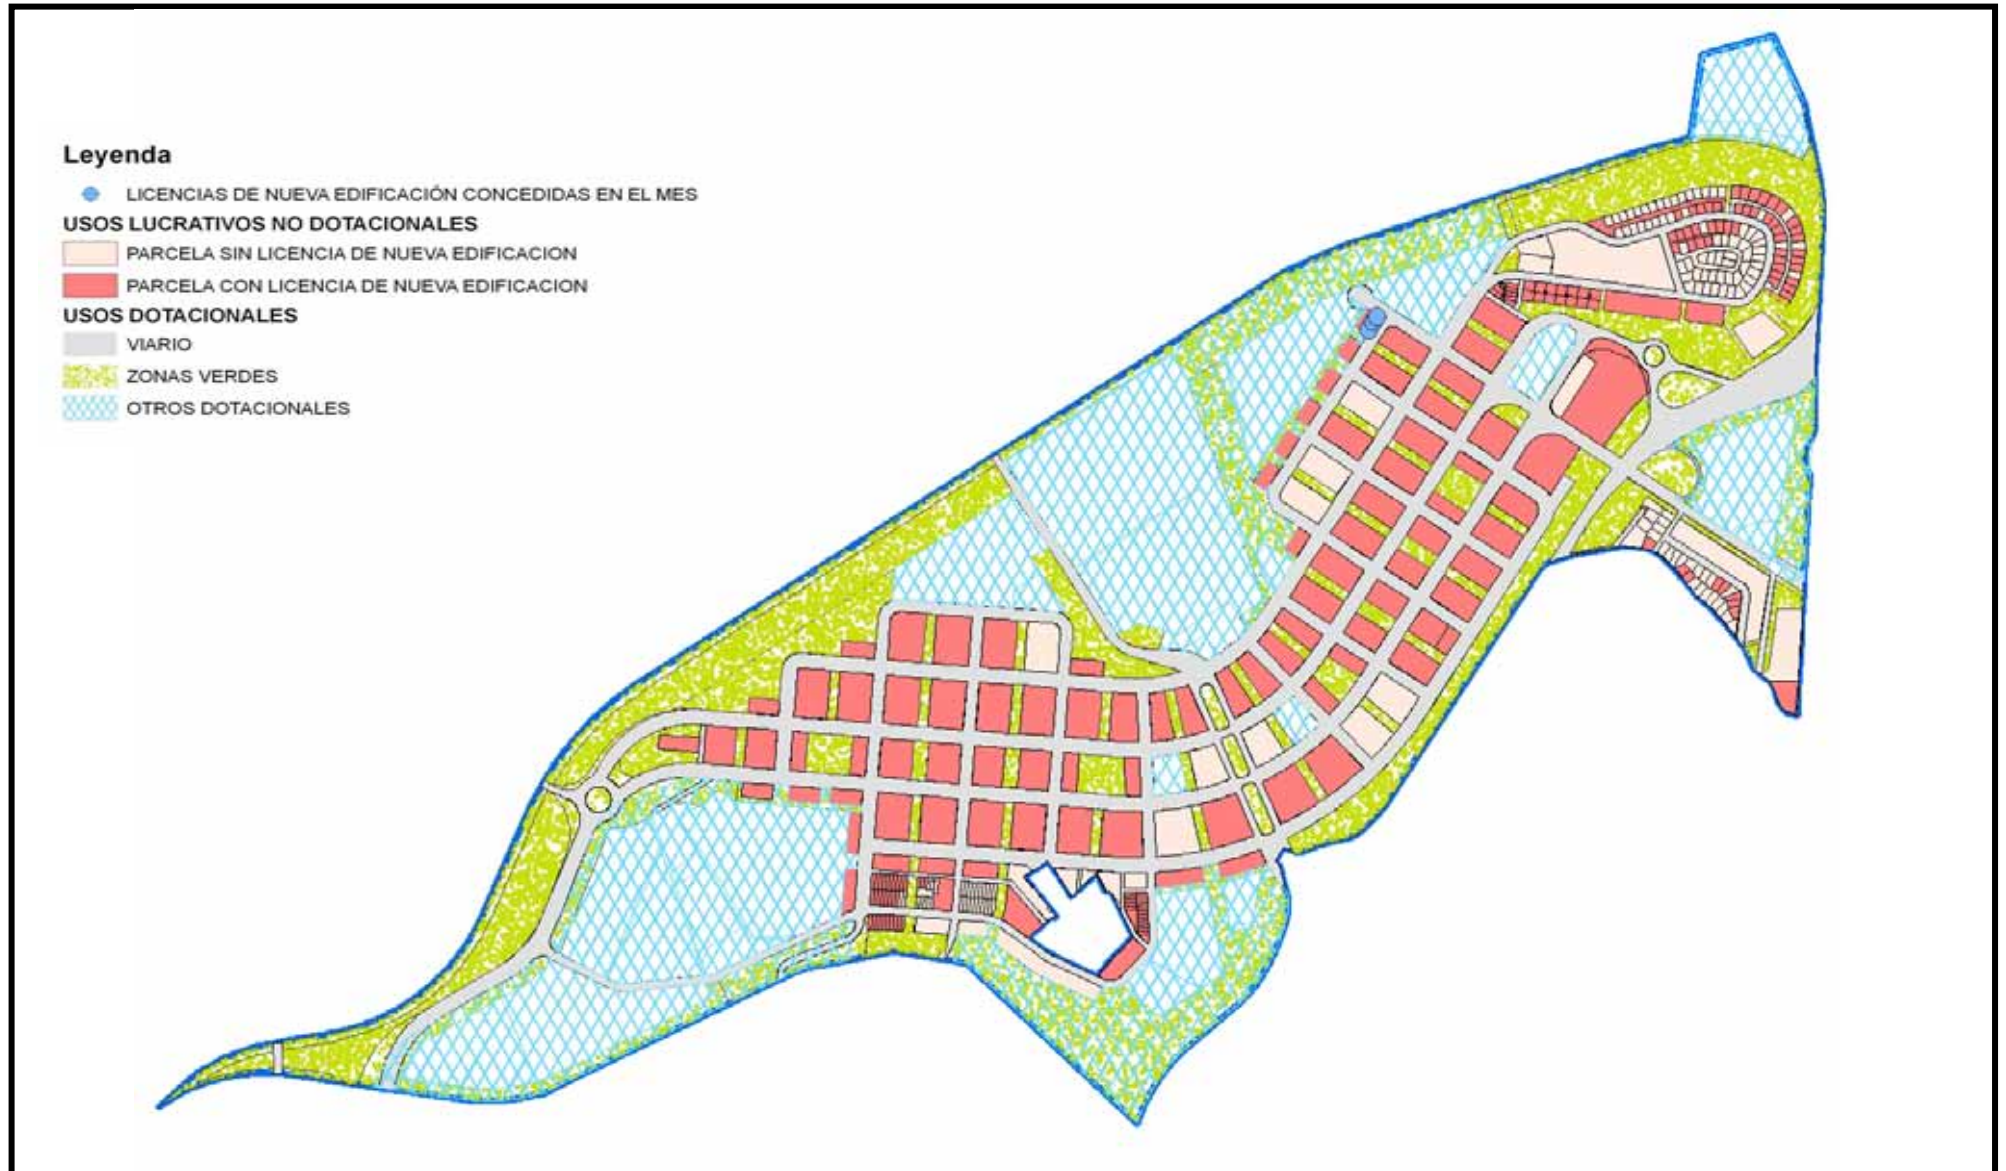 Leyenda
LICENCIAS DE NUEVA EDIFICACIÓN CONCEDIDAS EN EL MES
USOS LUCRATIVOS NO DOTACIONALES
PARCELA SIN LICENCIA DE NUEVA EDIFICACION
PARCELA CON LICENCIA DE NUEVA EDIFICACION
USOS DOTACIONALES
VIARIO
ZONAS VERDES
OTROS DOTACIONALES